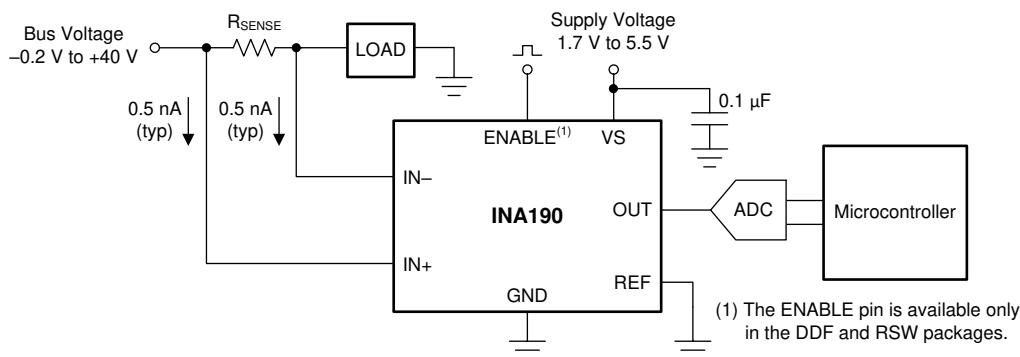 Bus Voltage
–0.2 V to +40 V
RSENSE
LOAD
Supply Voltage
1.7 V to 5.5 V
0.5 nA
(typ)
0.5 nA
(typ)
0.1 µF
ENABLE(1)
VS
IN–
INA190
OUT
ADC
Microcontroller
IN+
REF
GND
(1) The ENABLE pin is available only
in the DDF and RSW packages.